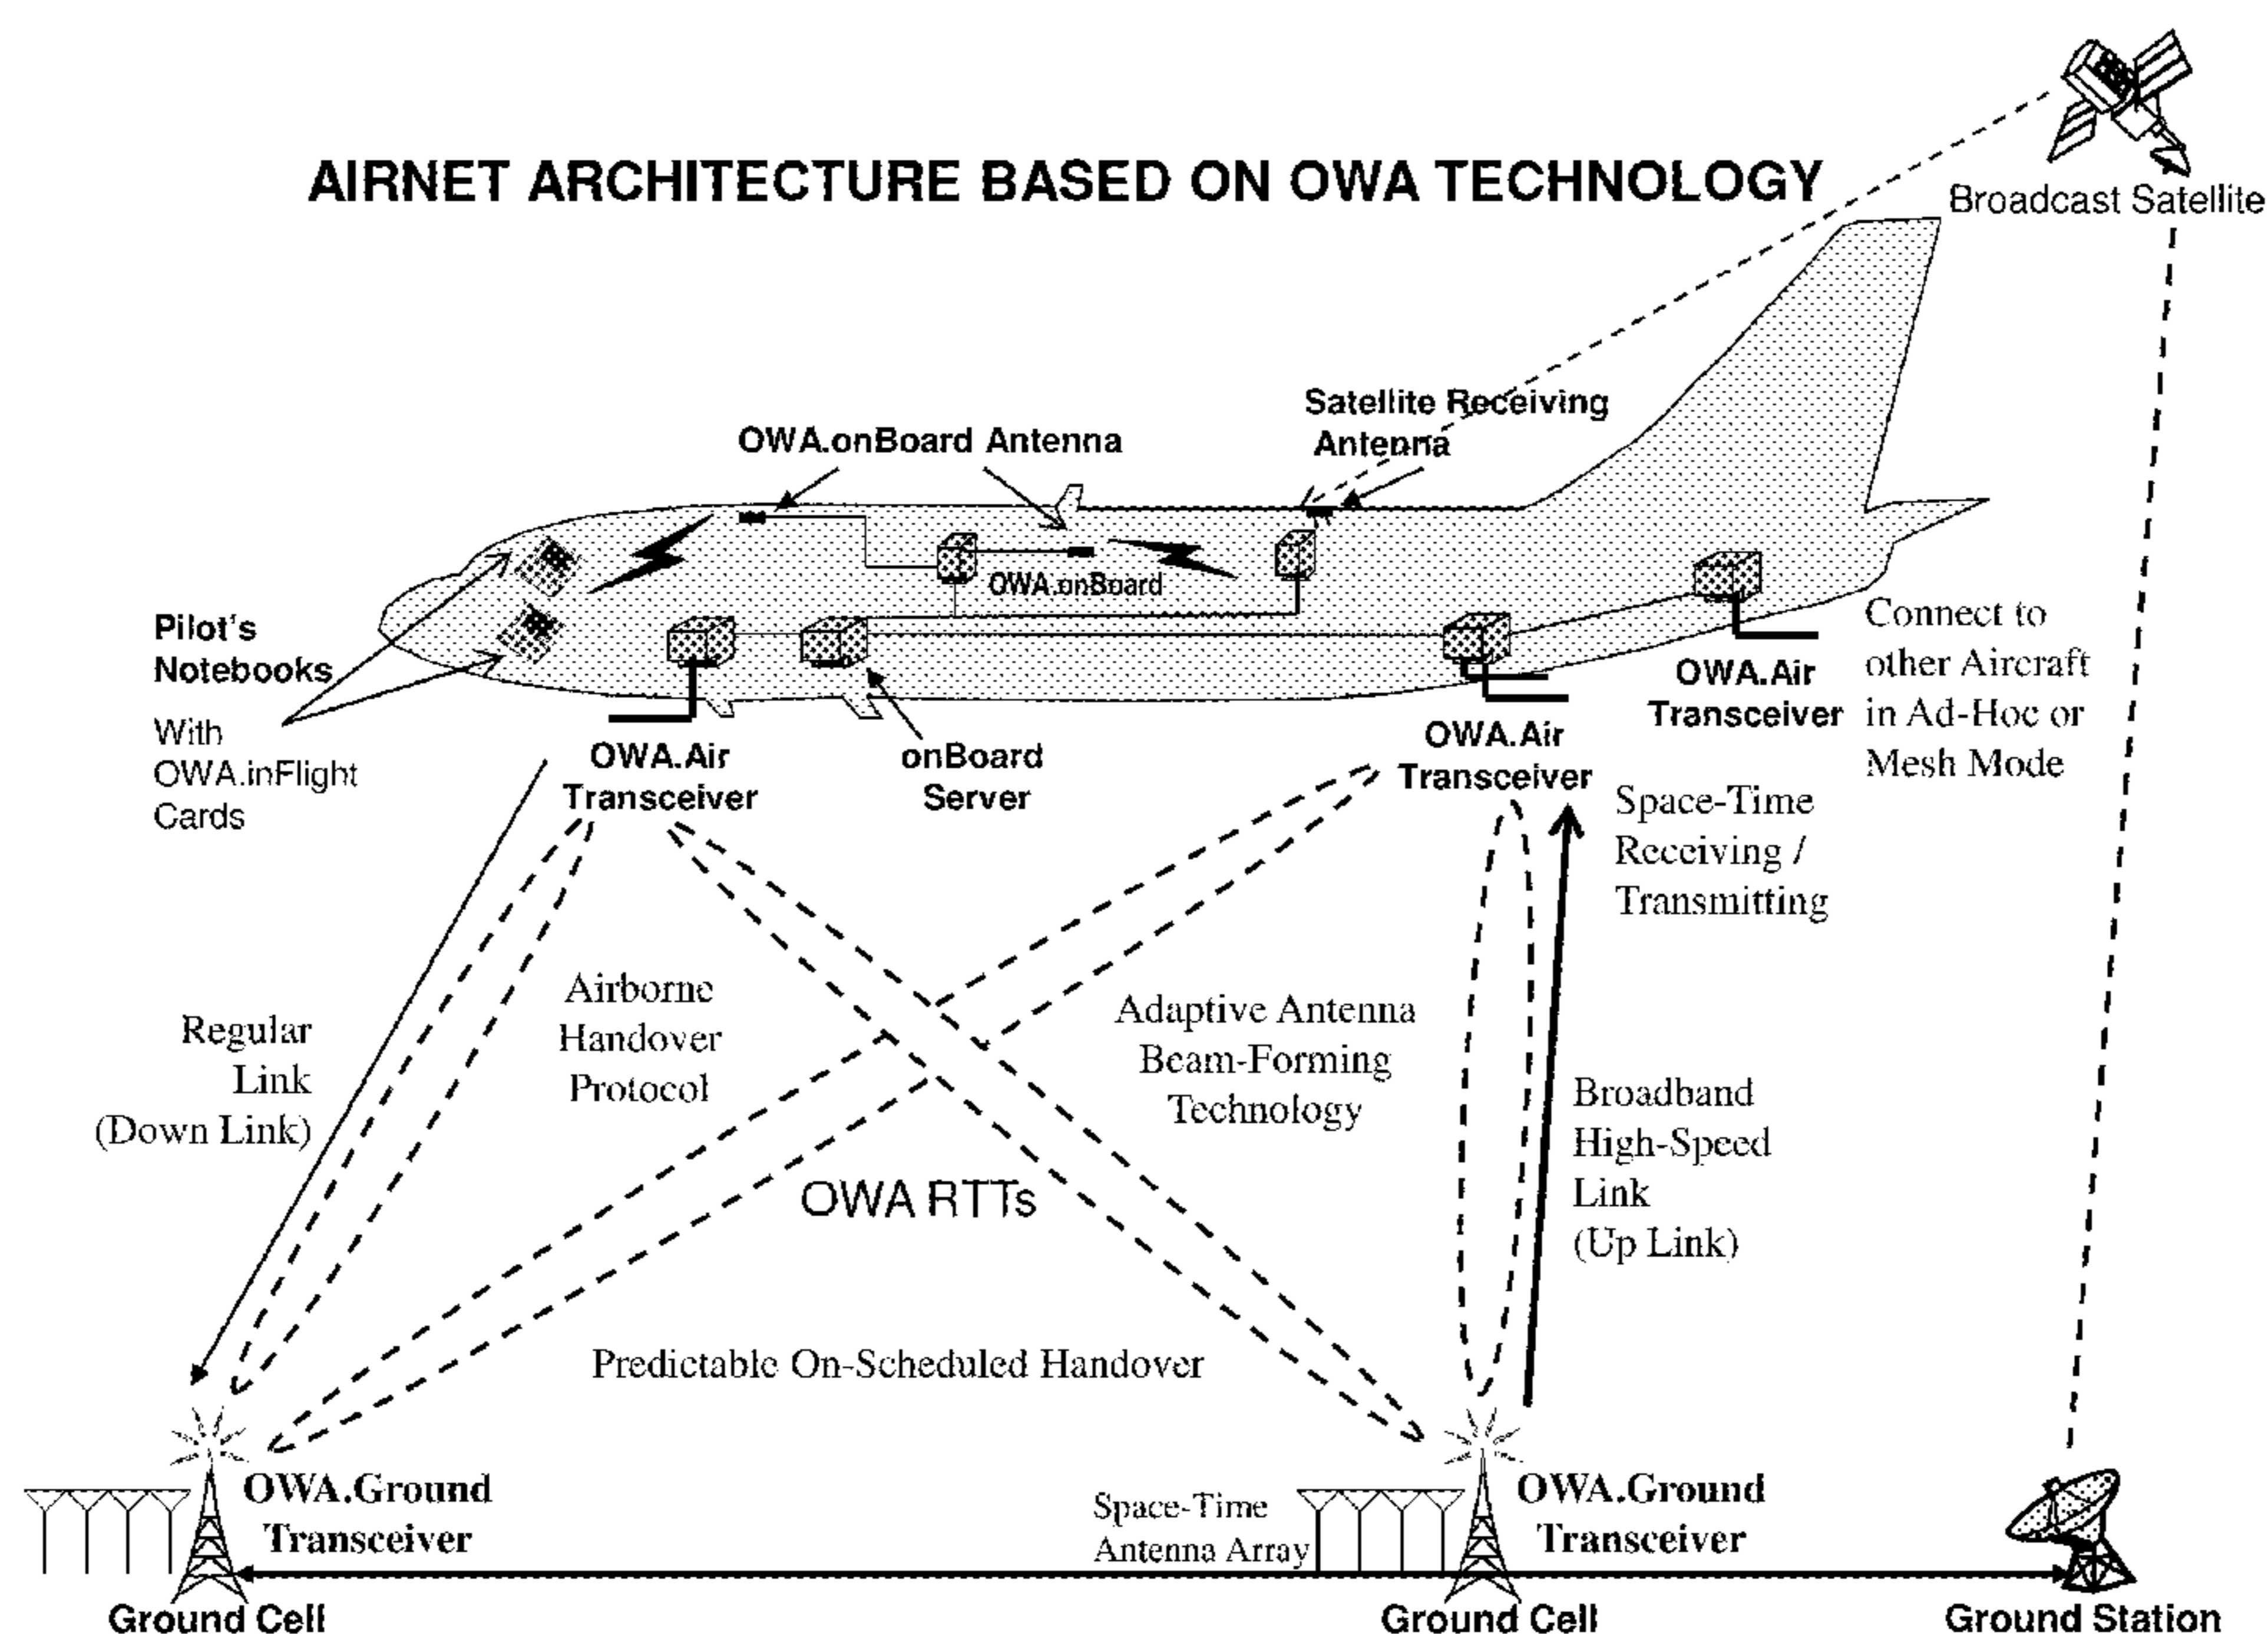 AIRNET ARCHITECTURE BASED ON OWA TECHNOLOGY
Broadcast Satellite
Satellite Receiving
Antenna
OWA.onBoard Antenna
OWA.onBoard
Pilot's
Notebooks
With
OWA.inFlight
Cards
OWA.Air
Transceiver
onBoard
Server
OWA.Air
Transceiver
OWA.Air
Transceiver
Connect to
other Aircraft
in Ad-Hoc or
Mesh Mode
Space-Time
Receiving /
Transmitting
Regular
Link
(Down Link)
Airborne
Handover
Protocol
Adaptive Antenna
Beam-Forming
Technology
Broadband
High-Speed
Link
(Up Link)
OWA RTTs
Predictable On-Scheduled Handover
OWA.Ground
Transceiver
Space-Time
Antenna Array
OWA.Ground
Transceiver
Ground Cell
Ground Cell
Ground Station